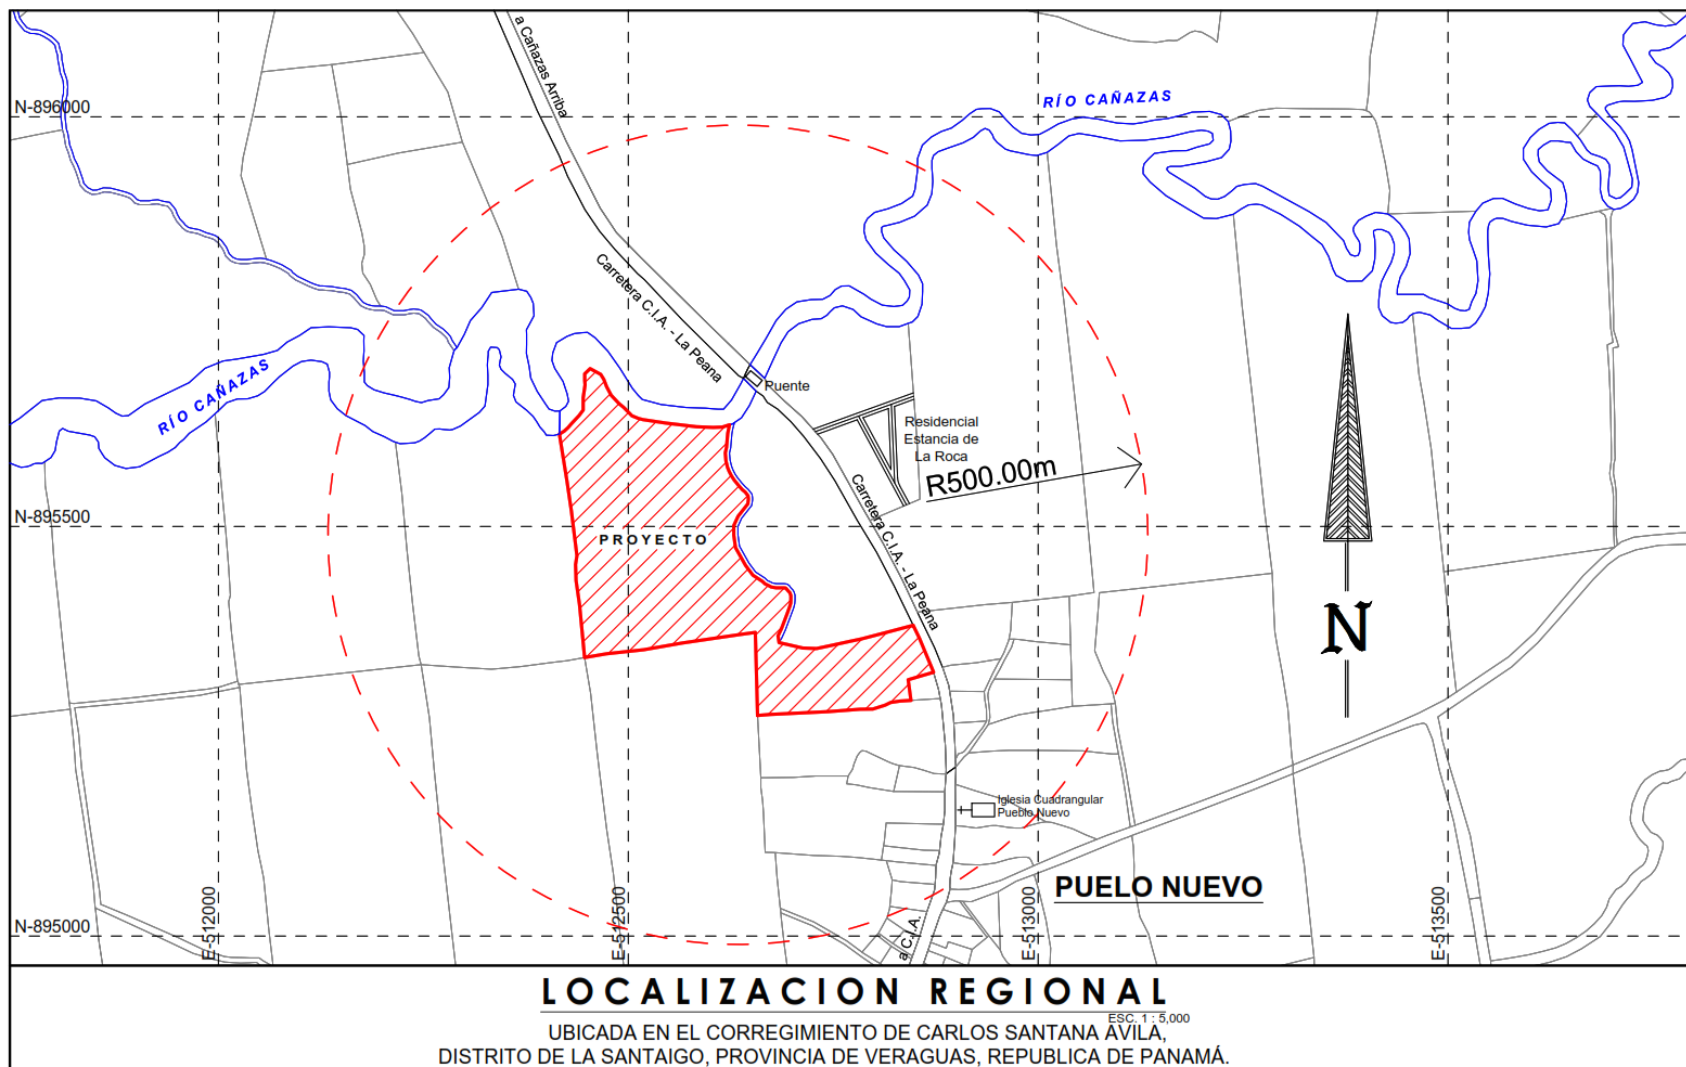 a Cañazas Arriba
N-896000
RÍO CAÑAZAS
Carretera C.I.A. - La Peana
Puente
RÍO CAÑAZAS
Residencial
Estancia de
La Roca
R500.00m
Carretera C.I.A. - La Peana
N-895500
PROYECTO
N
Iglesia Cuadrangular
Pueblo Nuevo
PUELO NUEVO
N-895000
E-512000
E-512500
a C.I.A.
E-513000
E-513500
LOCALIZACION REGIONAL
ESC. 1 : 5,000
UBICADA EN EL CORREGIMIENTO DE CARLOS SANTANA AVILA,
DISTRITO DE LA SANTAIGO, PROVINCIA DE VERAGUAS, REPUBLICA DE PANAMÁ.